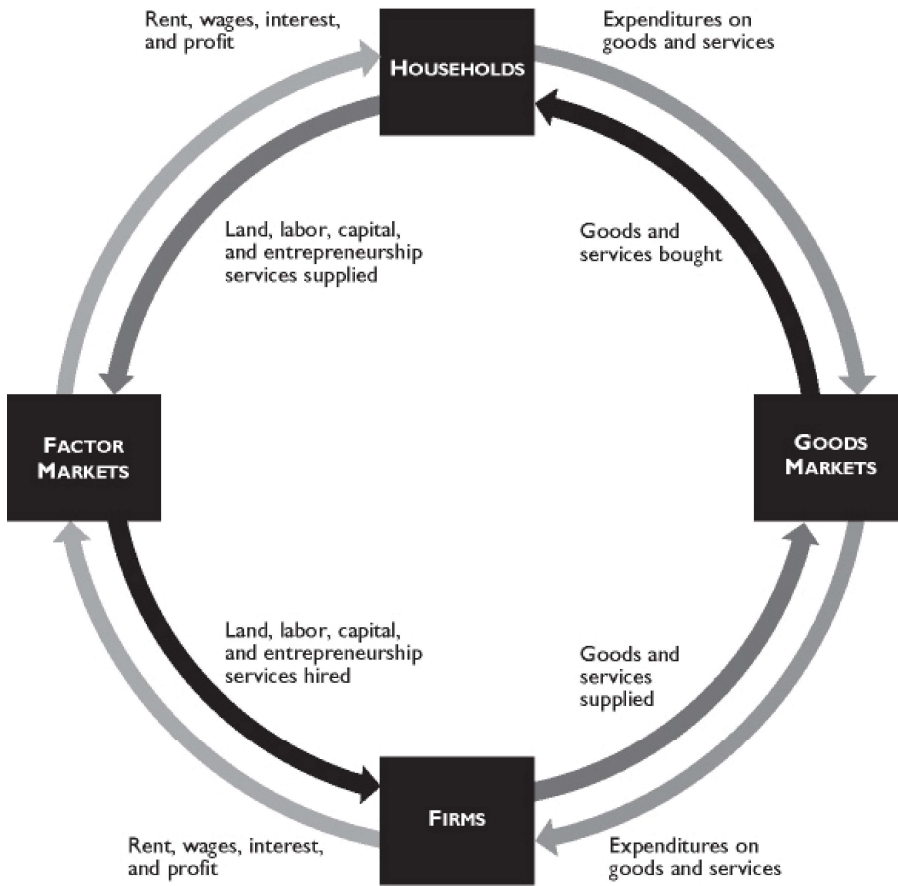 Rent, wages, interest,
and profit
HOUSEHOLDS
Expenditures on
goods and services
Land, labor, capital,
and entrepreneurship
services supplied
Goods and
services bought
FACTOR
MARKETS
GOODS
MARKETS
Land, labor, capital,
and entrepreneurship
services hired
Goods and
services
supplied
FIRMS
Rent, wages, interest,
and profit
Expenditures on
goods and services